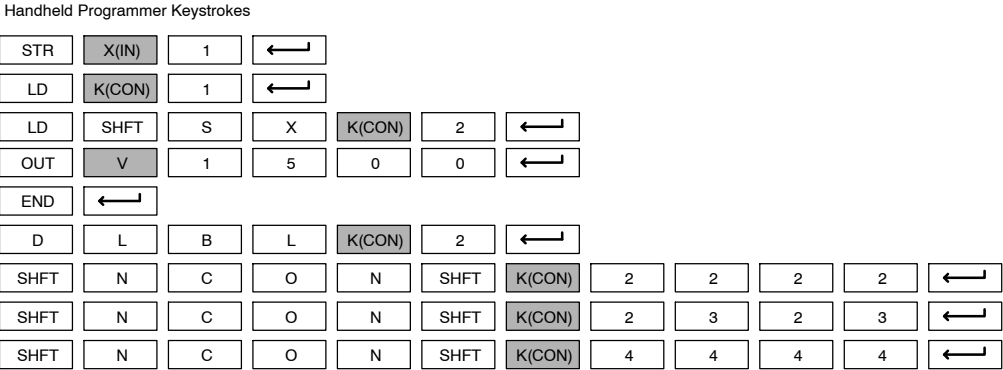 Handheld Programmer Keystrokes
STR X(IN) 1
LD K(CON) 1
LD SHFT S X K(CON) 2
OUT V 1 5 0 0
END
D L B L K(CON) 2
SHFT N C O N SHFT K(CON) 2 2 2 2
SHFT N C O N SHFT K(CON) 2 3 2 3
SHFT N C O N SHFT K(CON) 4 4 4 4